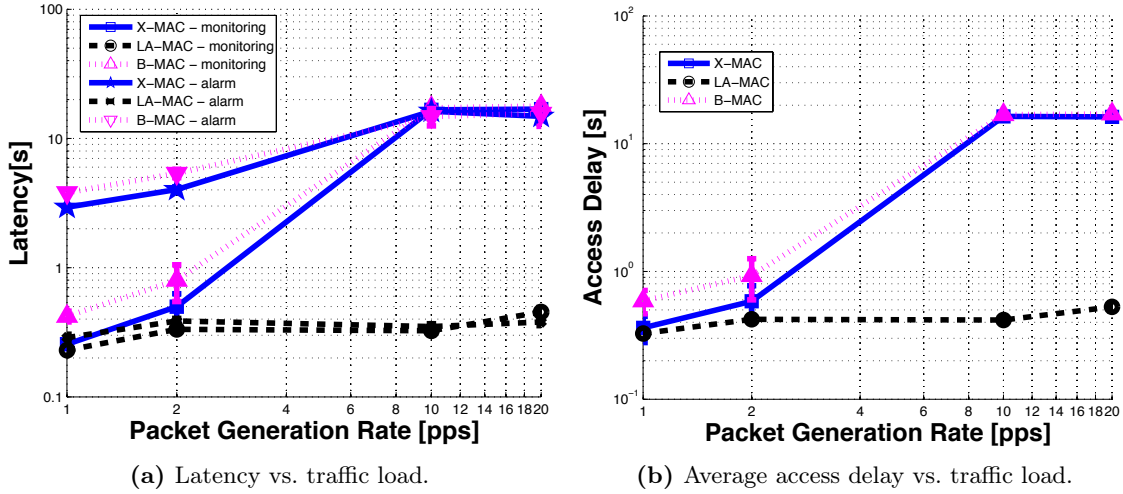 100
10
1
0.1
Latency[s]
X−MAC − monitoring
LA−MAC − monitoring
B−MAC − monitoring
X−MAC − alarm
LA−MAC − alarm
B−MAC − alarm
1 2 4 6 8 10 12 14 16 18 20
Packet Generation Rate [pps]
(a) Latency vs. traffic load.
10^2
10^1
10^0
10^−1
Access Delay [s]
X−MAC
LA−MAC
B−MAC
1 2 4 6 8 10 12 14 16 18 20
Packet Generation Rate [pps]
(b) Average access delay vs. traffic load.